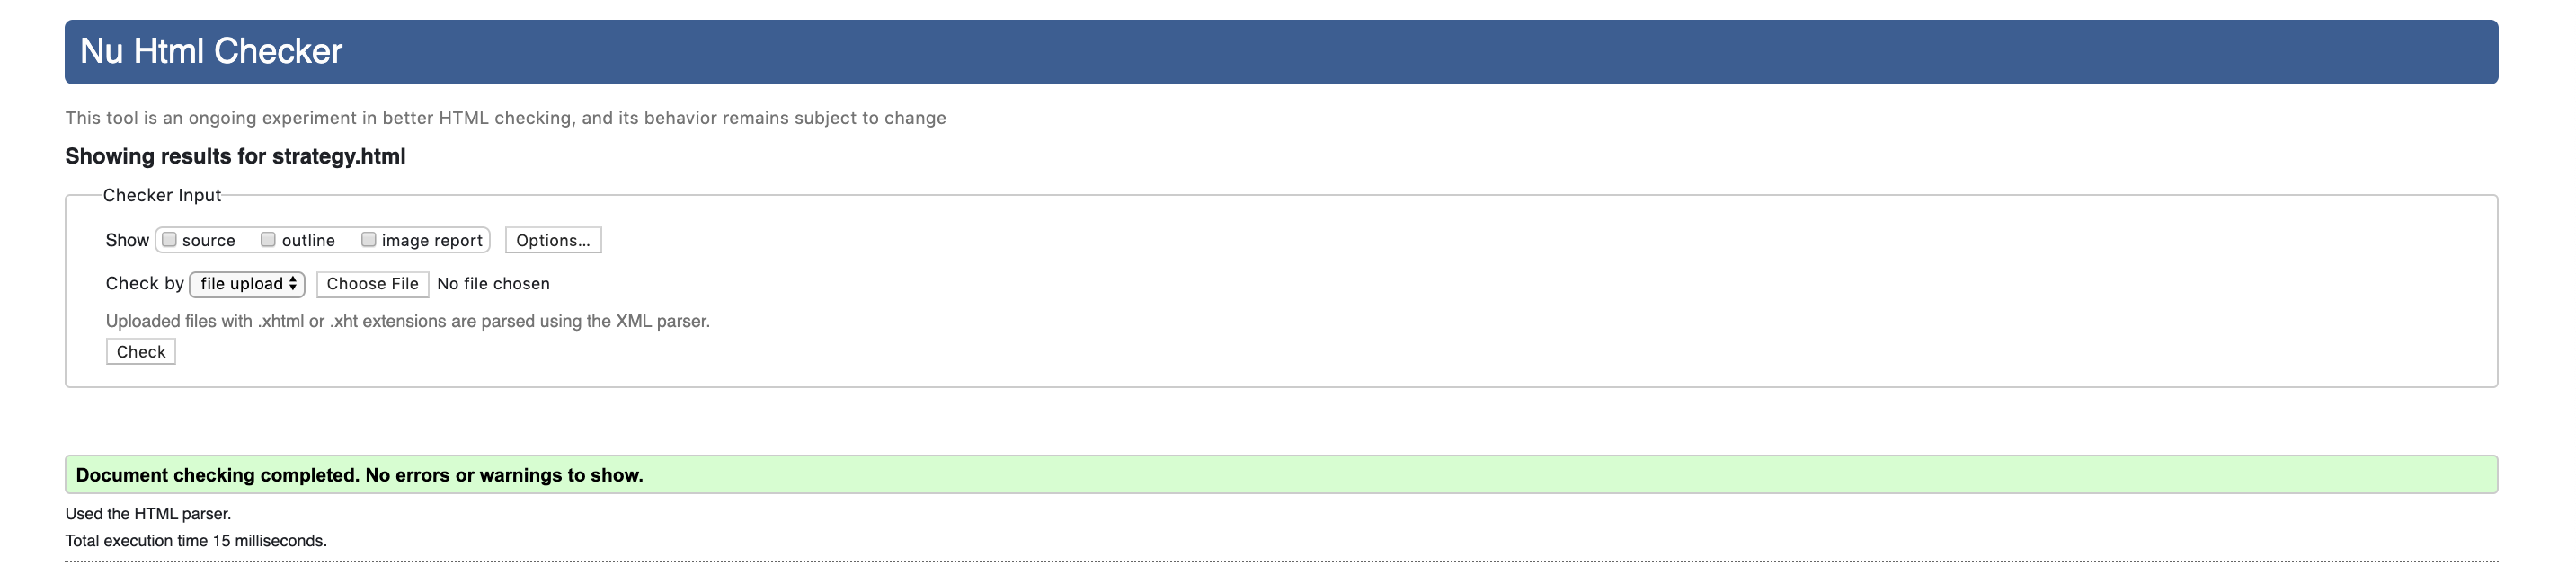 Nu Html Checker
This tool is an ongoing experiment in better HTML checking, and its behavior remains subject to change
Showing results for strategy.html
Checker Input
Show source outline image report Options...
Check by file upload Choose File No file chosen
Uploaded files with .xhtml or .xht extensions are parsed using the XML parser.
Check
Document checking completed. No errors or warnings to show.
Used the HTML parser.
Total execution time 15 milliseconds.